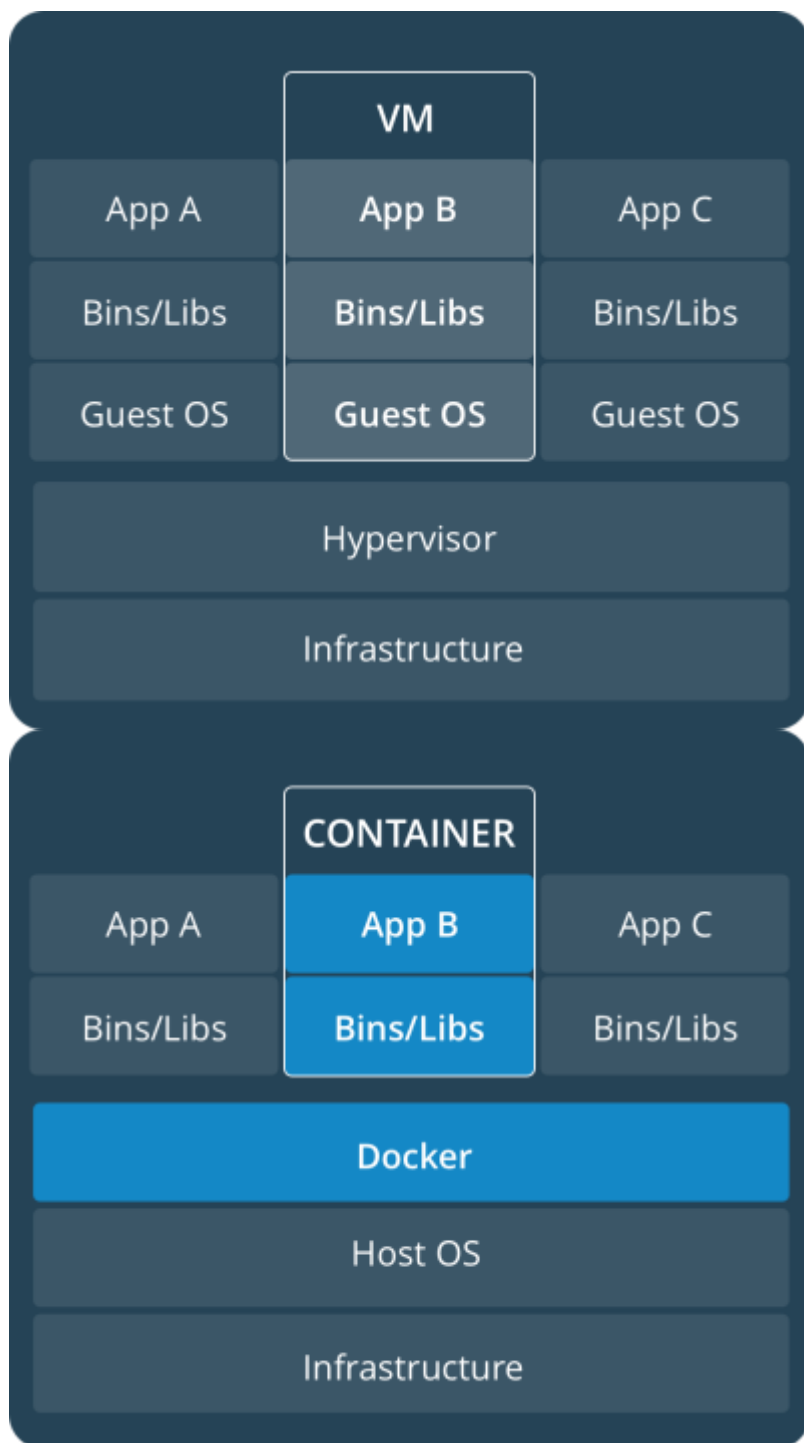 VM
App A App B App C
Bins/Libs Bins/Libs Bins/Libs
Guest OS Guest OS Guest OS
Hypervisor
Infrastructure
CONTAINER
App A App B App C
Bins/Libs Bins/Libs Bins/Libs
Docker
Host OS
Infrastructure